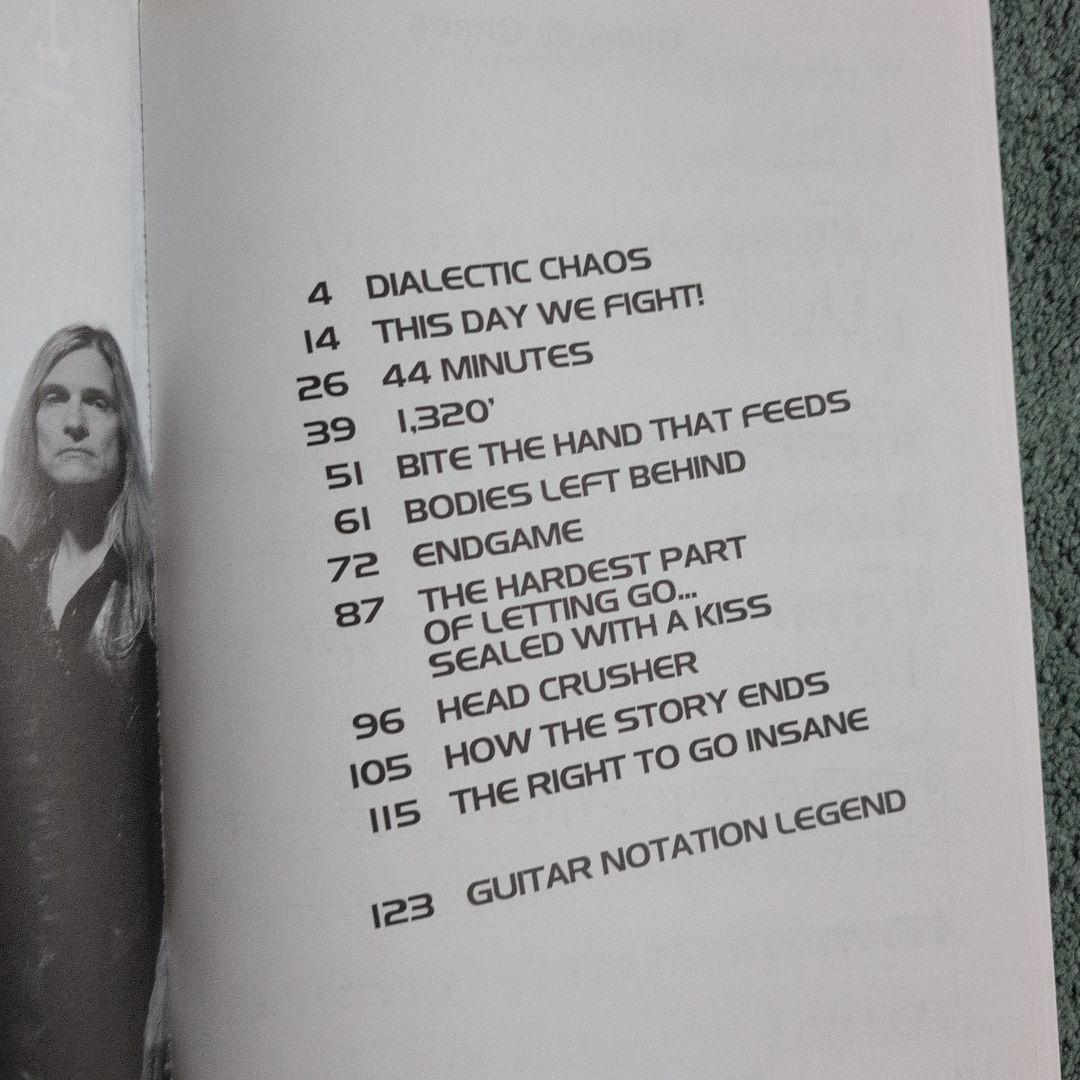 4 DIALECTIC CHAOS
14 THIS DAY WE FIGHT!
26 44 MINUTES
39 1,320'
51 BITE THE HAND THAT FEEDS
61 BODIES LEFT BEHIND
72 ENDGAME
87 THE HARDEST PART
OF LETTING GO...
SEALED WITH A KISS
96 HEAD CRUSHER
105 HOW THE STORY ENDS
115 THE RIGHT TO GO INSANE
123 GUITAR NOTATION LEGEND